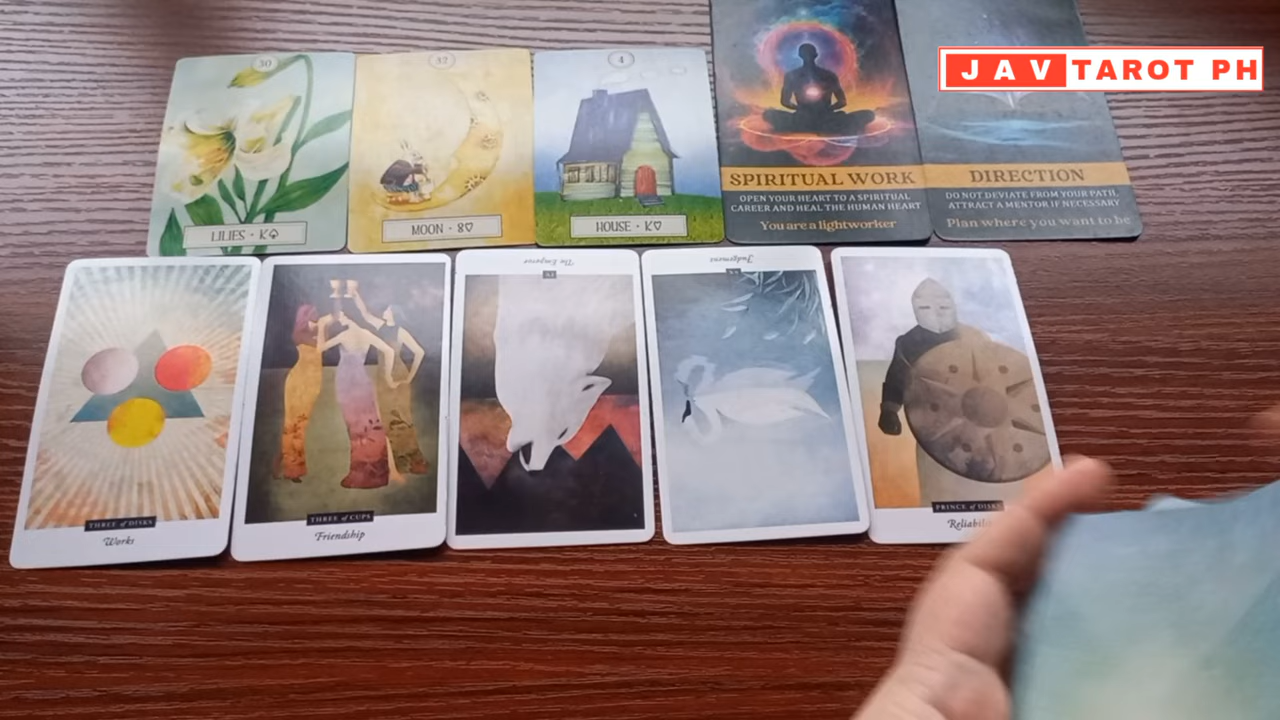 JAV TAROT PH
30
LILIES · K♤
32
MOON · 8♡
4
HOUSE · K♡
SPIRITUAL WORK
OPEN YOUR HEART TO A SPIRITUAL
CAREER AND HEAL THE HUMAN HEART
You are a lightworker
DIRECTION
DO NOT DEVIATE FROM YOUR PATH,
ATTRACT A MENTOR IF NECESSARY
Plan where you want to be
THREE of DISKS
Works
THREE of CUPS
Friendship
The Emperor
Judgement
PRINCE of DISKS